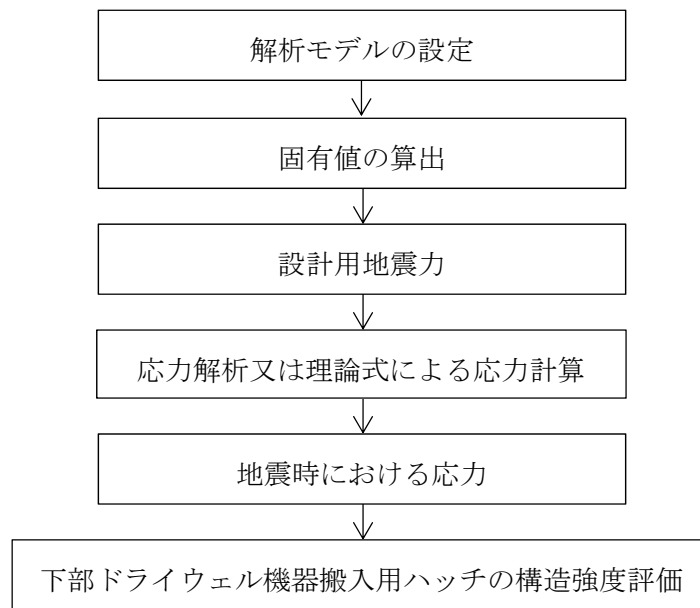 解析モデルの設定
固有値の算出
設計用地震力
応力解析又は理論式による応力計算
地震時における応力
下部ドライウェル機器搬入用ハッチの構造強度評価